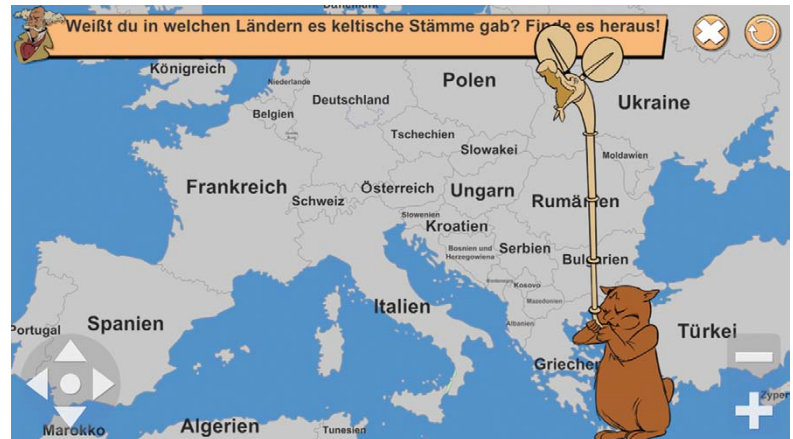 Weißt du in welchen Ländern es keltische Stämme gab? Finde es heraus!
Königreich
Niederlande
Polen
Deutschland
Ukraine
Belgien
Tschechien
Slowakei
Moldawien
Frankreich
Schweiz
Österreich
Ungarn
Rumänien
Slowenien
Kroatien
Bosnien und
Herzegowiena
Serbien
Bulgarien
Kosovo
Mazedonien
Italien
Albanien
Portugal
Spanien
Türkei
Griechen
Marokko
Algerien
Tunesien
Zypern